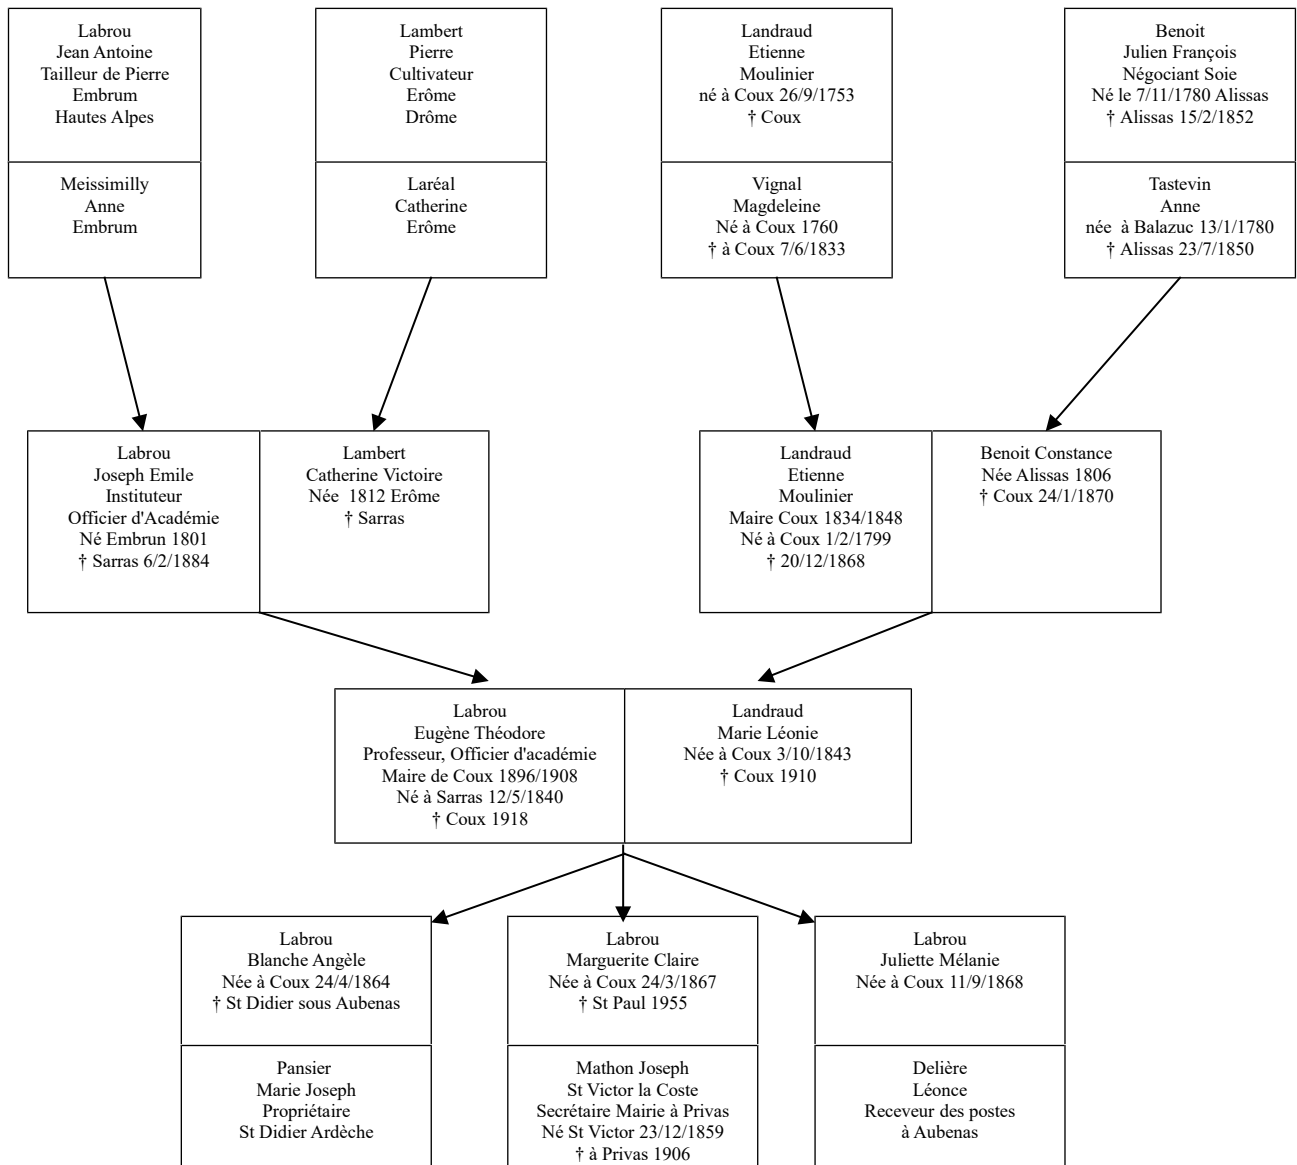 Labrou
Jean Antoine
Tailleur de Pierre
Embrum
Hautes Alpes
Meissimilly
Anne
Embrum
Lambert
Pierre
Cultivateur
Erôme
Drôme
Laréal
Catherine
Erôme
Landraud
Etienne
Moulinier
né à Coux 26/9/1753
† Coux
Vignal
Magdeleine
Né à Coux 1760
† à Coux 7/6/1833
Benoit
Julien François
Négociant Soie
Né le 7/11/1780 Alissas
† Alissas 15/2/1852
Tastevin
Anne
née  à Balazuc 13/1/1780
† Alissas 23/7/1850
Labrou
Joseph Emile
Instituteur
Officier d'Académie
Né Embrun 1801
† Sarras 6/2/1884
Lambert
Catherine Victoire
Née  1812 Erôme
† Sarras
Landraud
Etienne
Moulinier
Maire Coux 1834/1848
Né à Coux 1/2/1799
† 20/12/1868
Benoit Constance
Née Alissas 1806
† Coux 24/1/1870
Labrou
Eugène Théodore
Professeur, Officier d'académie
Maire de Coux 1896/1908
Né à Sarras 12/5/1840
† Coux 1918
Landraud
Marie Léonie
Née à Coux 3/10/1843
† Coux 1910
Labrou
Blanche Angèle
Née à Coux 24/4/1864
† St Didier sous Aubenas
Pansier
Marie Joseph
Propriétaire
St Didier Ardèche
Labrou
Marguerite Claire
Née à Coux 24/3/1867
† St Paul 1955
Mathon Joseph
St Victor la Coste
Secrétaire Mairie à Privas
Né St Victor 23/12/1859
† à Privas 1906
Labrou
Juliette Mélanie
Née à Coux 11/9/1868
Delière
Léonce
Receveur des postes
à Aubenas